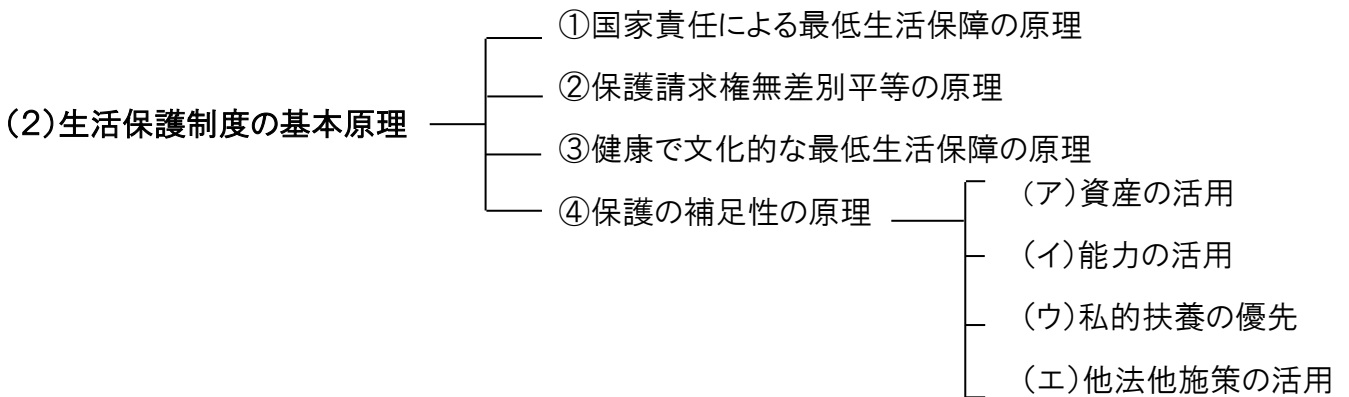 ①国家責任による最低生活保障の原理
②保護請求権無差別平等の原理
(2)生活保護制度の基本原理
③健康で文化的な最低生活保障の原理
④保護の補足性の原理
(ア)資産の活用
(イ)能力の活用
(ウ)私的扶養の優先
(エ)他法他施策の活用